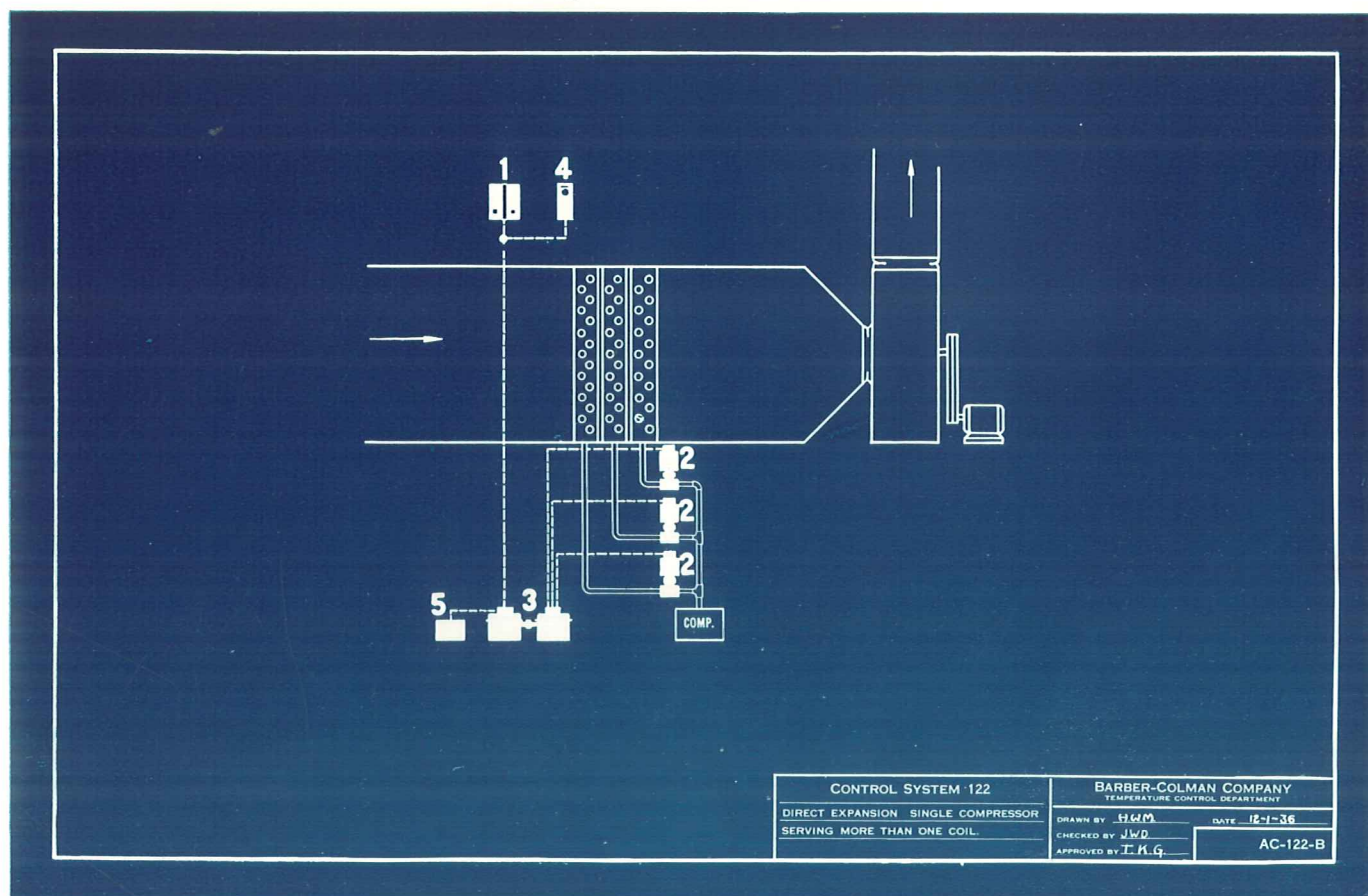 1 4
2
2
2
5 3
COMP.
CONTROL SYSTEM 122
DIRECT EXPANSION SINGLE COMPRESSOR
SERVING MORE THAN ONE COIL.
BARBER-COLMAN COMPANY
TEMPERATURE CONTROL DEPARTMENT
DRAWN BY H.W.M. DATE 12-1-36
CHECKED BY JWD
APPROVED BY T.K.G.
AC-122-B